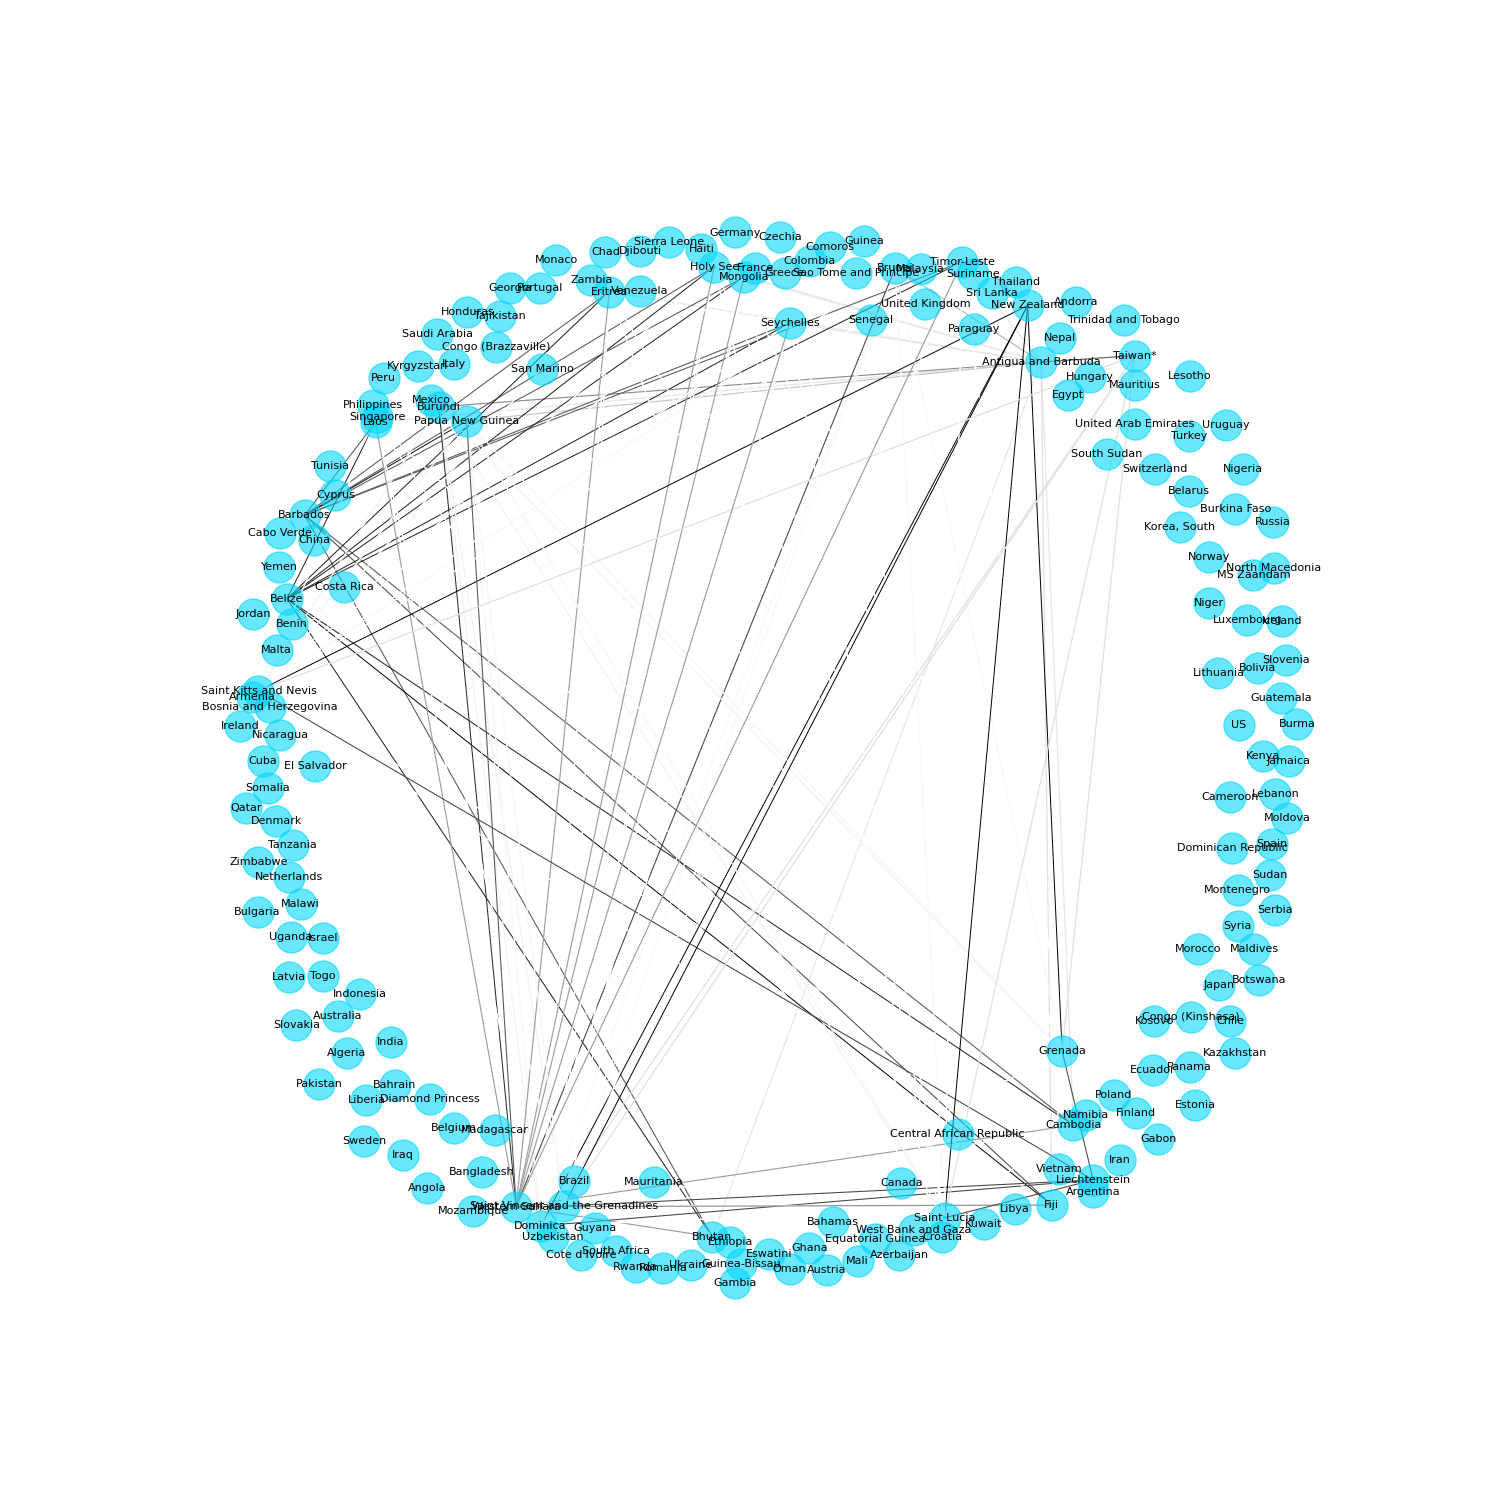 Germany
Czechia
Guinea
Sierra Leone
Comoros
Haiti
Djibouti
Chad
Monaco
Colombia
Timor-Leste
Holy See
France
Mongolia
Greece
Sao Tome and Principe
Brunei
Malaysia
Suriname
Zambia
Eritrea
Venezuela
Georgia
Portugal
Thailand
Sri Lanka
New Zealand
Andorra
United Kingdom
Honduras
Tajikistan
Seychelles
Senegal
Paraguay
Trinidad and Tobago
Saudi Arabia
Nepal
Congo (Brazzaville)
Taiwan*
Antigua and Barbuda
Kyrgyzstan
Italy
San Marino
Peru
Hungary
Mauritius
Lesotho
Egypt
Mexico
Burundi
Philippines
Singapore
Laos
Papua New Guinea
United Arab Emirates
Uruguay
Turkey
South Sudan
Tunisia
Switzerland
Nigeria
Cyprus
Belarus
Barbados
Burkina Faso
Russia
Cabo Verde
China
Korea, South
Norway
Yemen
North Macedonia
MS Zaandam
Costa Rica
Belize
Niger
Jordan
Benin
Luxembourg
Iceland
Malta
Slovenia
Bolivia
Lithuania
Saint Kitts and Nevis
Armenia
Bosnia and Herzegovina
Guatemala
Ireland
Nicaragua
US
Burma
Cuba
El Salvador
Kenya
Jamaica
Somalia
Cameroon
Lebanon
Qatar
Denmark
Moldova
Tanzania
Spain
Dominican Republic
Zimbabwe
Netherlands
Sudan
Montenegro
Malawi
Bulgaria
Serbia
Syria
Uganda
Israel
Morocco
Maldives
Latvia
Togo
Botswana
Japan
Indonesia
Australia
Slovakia
Kosovo
Congo (Kinshasa)
Chile
India
Algeria
Grenada
Kazakhstan
Ecuador
Panama
Pakistan
Bahrain
Liberia
Diamond Princess
Poland
Estonia
Namibia
Finland
Cambodia
Belgium
Madagascar
Central African Republic
Sweden
Gabon
Iraq
Iran
Bangladesh
Vietnam
Brazil
Mauritania
Canada
Liechtenstein
Angola
Argentina
Saint Vincent and the Grenadines
Western Sahara
Mozambique
Fiji
Libya
Saint Lucia
Bahamas
Kuwait
Dominica
Guyana
West Bank and Gaza
Uzbekistan
Bhutan
Ethiopia
Equatorial Guinea
Croatia
Ghana
South Africa
Cote d'Ivoire
Eswatini
Azerbaijan
Mali
Guinea-Bissau
Ukraine
Rwanda
Romania
Oman
Austria
Gambia